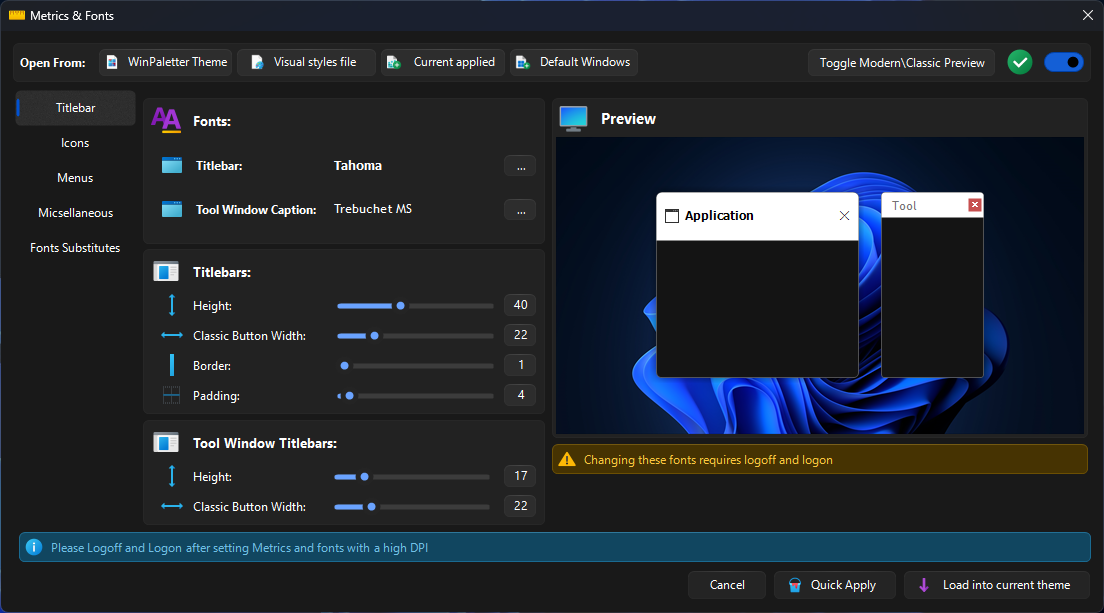 Metrics & Fonts
Open From:
WinPaletter Theme
Visual styles file
Current applied
Default Windows
Toggle Modern\Classic Preview
Titlebar
Icons
Menus
Micsellaneous
Fonts Substitutes
Fonts:
Titlebar: Tahoma ...
Tool Window Caption: Trebuchet MS ...
Titlebars:
Height: 40
Classic Button Width: 22
Border: 1
Padding: 4
Tool Window Titlebars:
Height: 17
Classic Button Width: 22
Preview
Application
Tool
Changing these fonts requires logoff and logon
Please Logoff and Logon after setting Metrics and fonts with a high DPI
Cancel
Quick Apply
Load into current theme